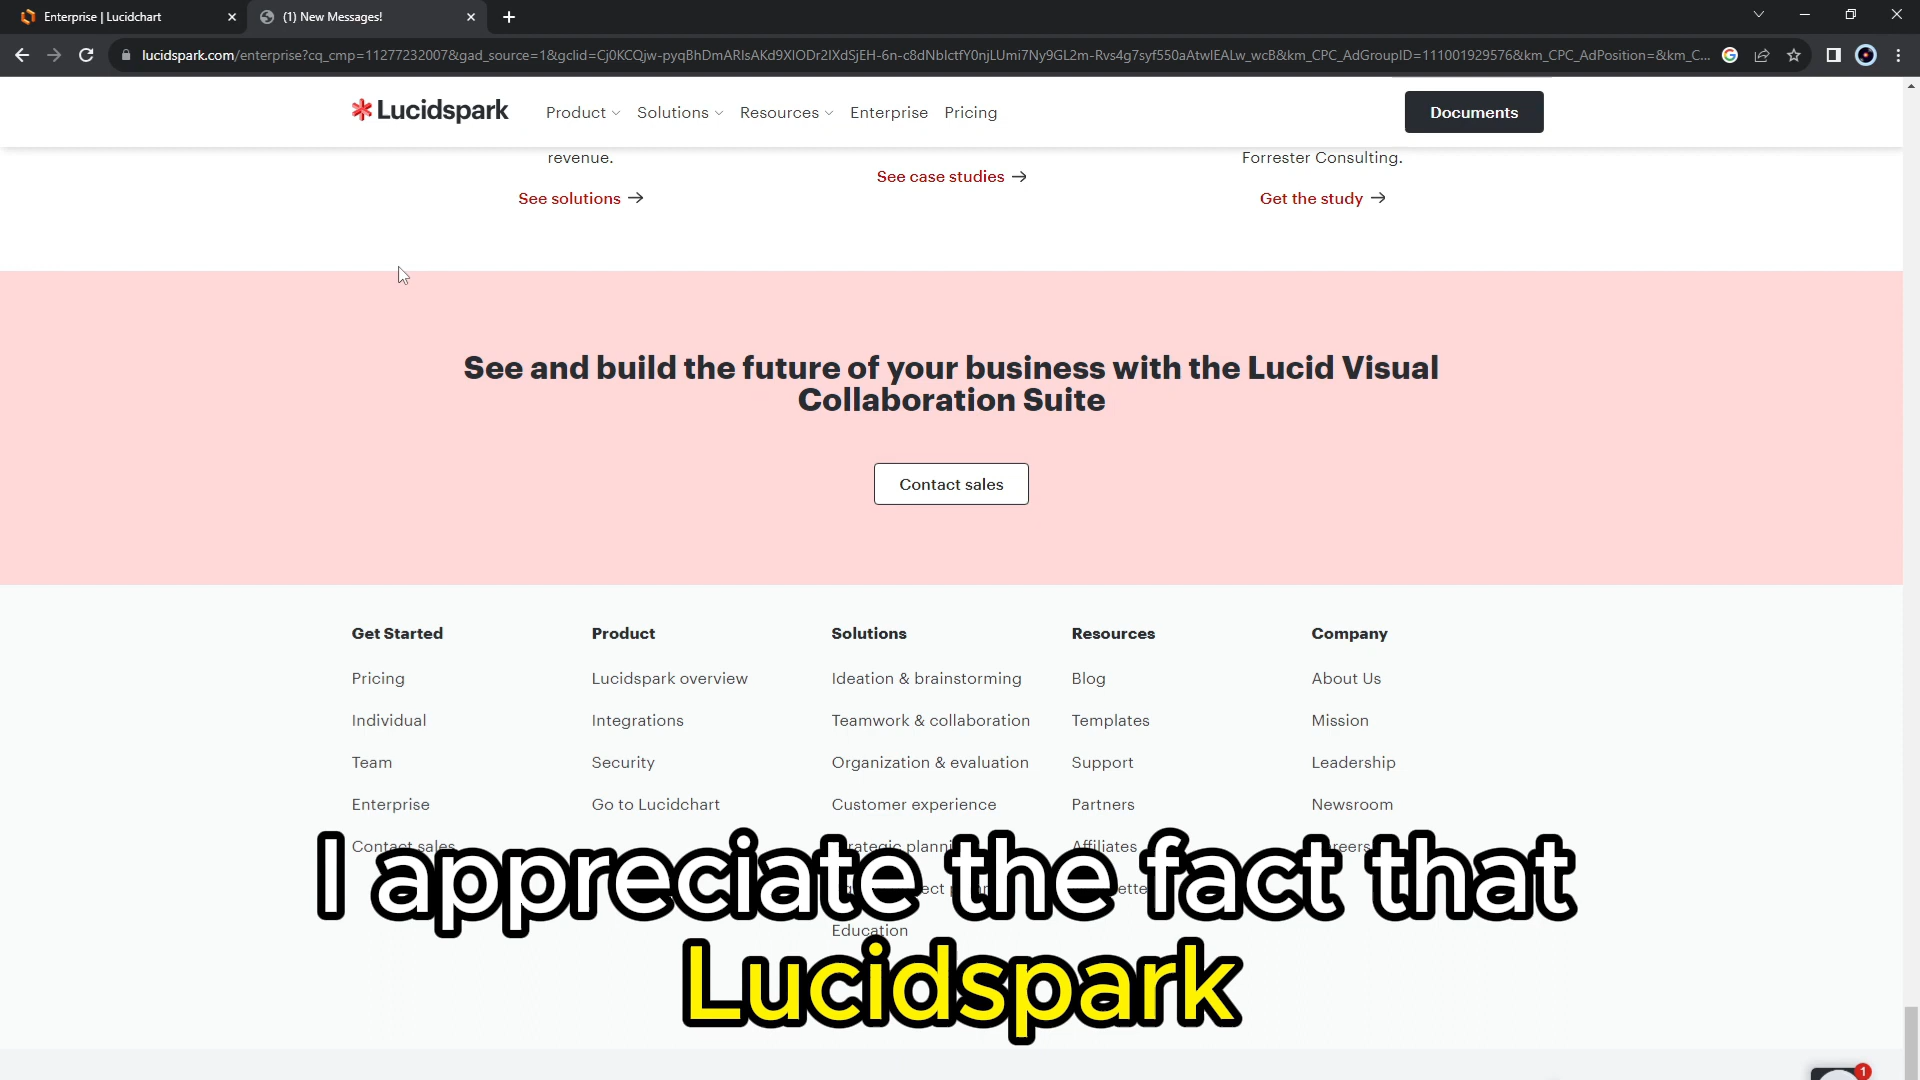 Enterprise | Lucidchart
(1) New Messages!
lucidspark.com/enterprise?cq_cmp=11277232007&gad_source=1&gclid=Cj0KCQjw-pyqBhDmARIsAKd9XIODr2IXdSjEH-6n-c8dNbIctfY0njLUmi7Ny9GL2m-Rvs4g7syf550aAtwIEALw_wcB&km_CPC_AdGroupID=111001929576&km_CPC_AdPosition=&km_C...
Lucidspark
Product
Solutions
Resources
Enterprise
Pricing
Documents
revenue.
See solutions →
See case studies →
Forrester Consulting.
Get the study →
See and build the future of your business with the Lucid Visual
Collaboration Suite
Contact sales
Get Started
Pricing
Individual
Team
Enterprise
Contact sales
Product
Lucidspark overview
Integrations
Security
Go to Lucidchart
Solutions
Ideation & brainstorming
Teamwork & collaboration
Organization & evaluation
Customer experience
Education
Resources
Blog
Templates
Support
Partners
Affiliates
Company
About Us
Mission
Leadership
Newsroom
I appreciate the fact that
Lucidspark
1